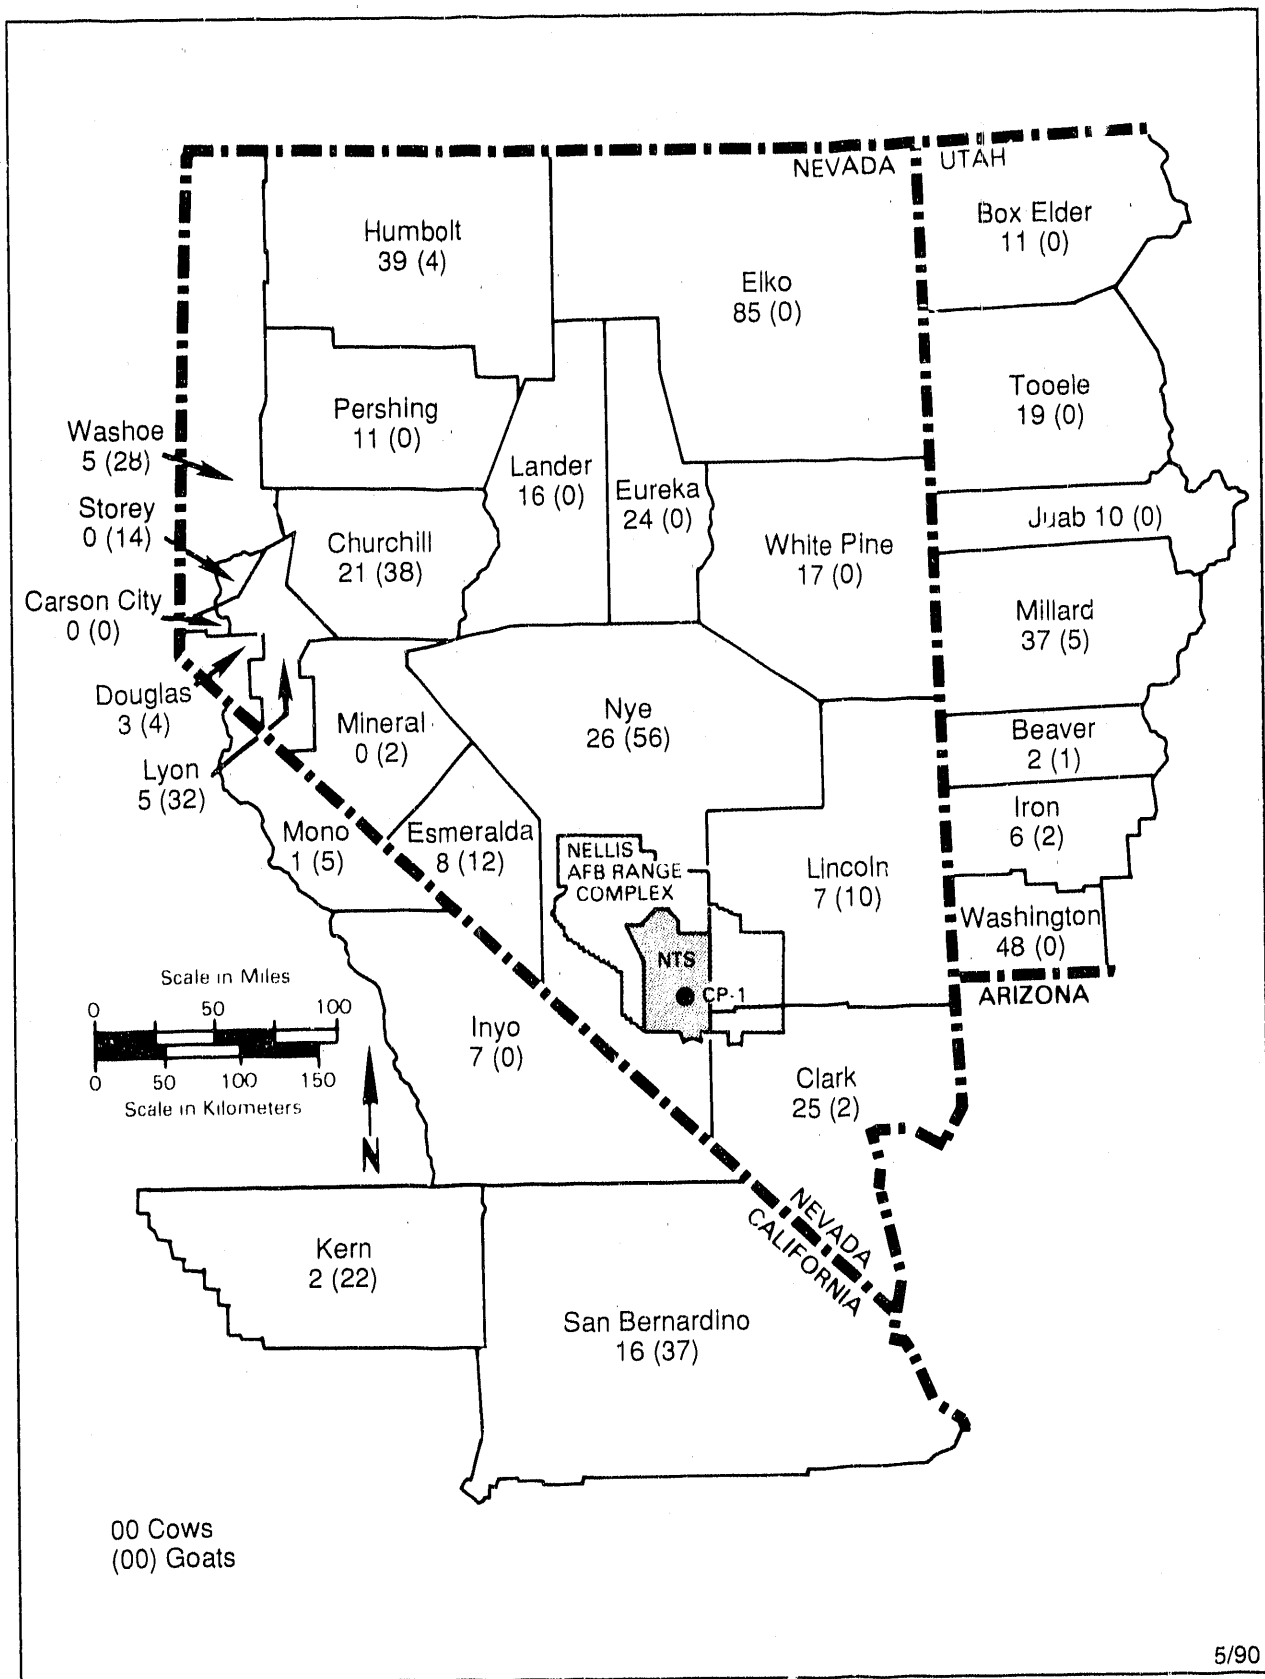 NEVADA
UTAH
Humbolt
39 (4)
Elko
85 (0)
Box Elder
11 (0)
Pershing
11 (0)
Tooele
19 (0)
Washoe
5 (28)
Lander
16 (0)
Eureka
24 (0)
Storey
0 (14)
Churchill
21 (38)
White Pine
17 (0)
Juab 10 (0)
Carson City
0 (0)
Millard
37 (5)
Douglas
3 (4)
Mineral
0 (2)
Nye
26 (56)
Beaver
2 (1)
Lyon
5 (32)
Mono
1 (5)
Esmeralda
8 (12)
Iron
6 (2)
NELLIS
AFB RANGE
COMPLEX
Lincoln
7 (10)
Washington
48 (0)
NTS
CP-1
ARIZONA
Scale in Miles
0 50 100
0 50 100 150
Scale in Kilometers
N
Inyo
7 (0)
Clark
25 (2)
NEVADA
CALIFORNIA
Kern
2 (22)
San Bernardino
16 (37)
00 Cows
(00) Goats
5/90